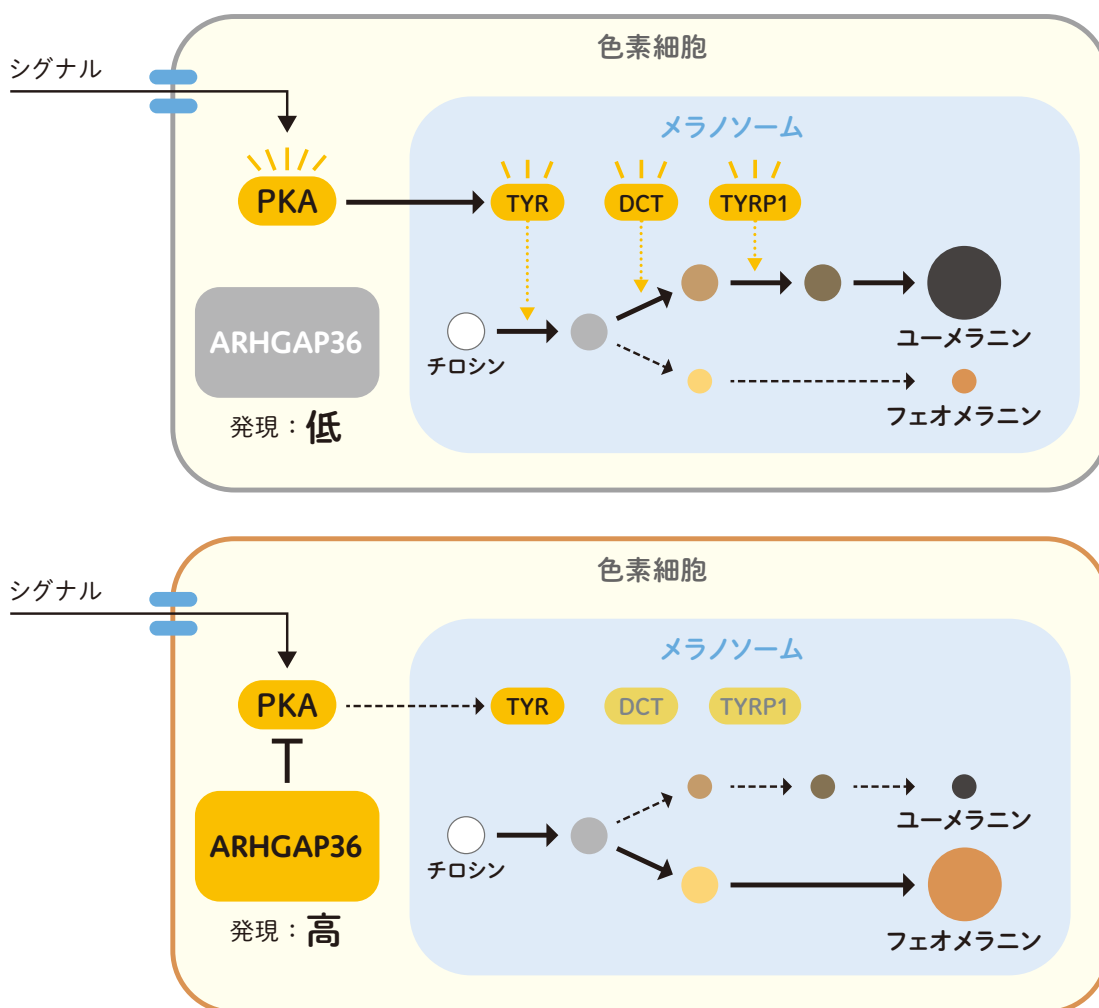 色素細胞
シグナル
メラノソーム
PKA
TYR
DCT
TYRP1
ARHGAP36
チロシン
ユーメラニン
フェオメラニン
発現：低
色素細胞
シグナル
メラノソーム
PKA
TYR
DCT
TYRP1
ARHGAP36
チロシン
ユーメラニン
フェオメラニン
発現：高